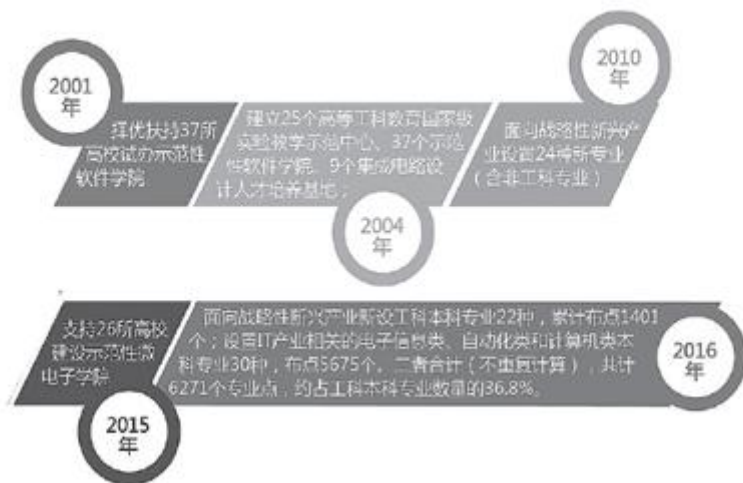 2001
年
择优扶持37所
高校试办示范性
软件学院
建立25个高等工科教育国家级
实验教学示范中心、37个示范
性软件学院、9个集成电路设
计人才培养基地；
2004
年
2010
年
面向战略性新兴产
业设置24种新专业
（含非工科专业）
支持26所高校
建设示范性微
电子学院
2015
年
面向战略性新兴产业新设工科本科专业22种，累计布点1401
个；设置IT产业相关的电子信息类、自动化类和计算机类本
科专业30种，布点5675个。二者合计（不重复计算），共计
6271个专业点，约占工科本科专业数量的36.8%。
2016
年